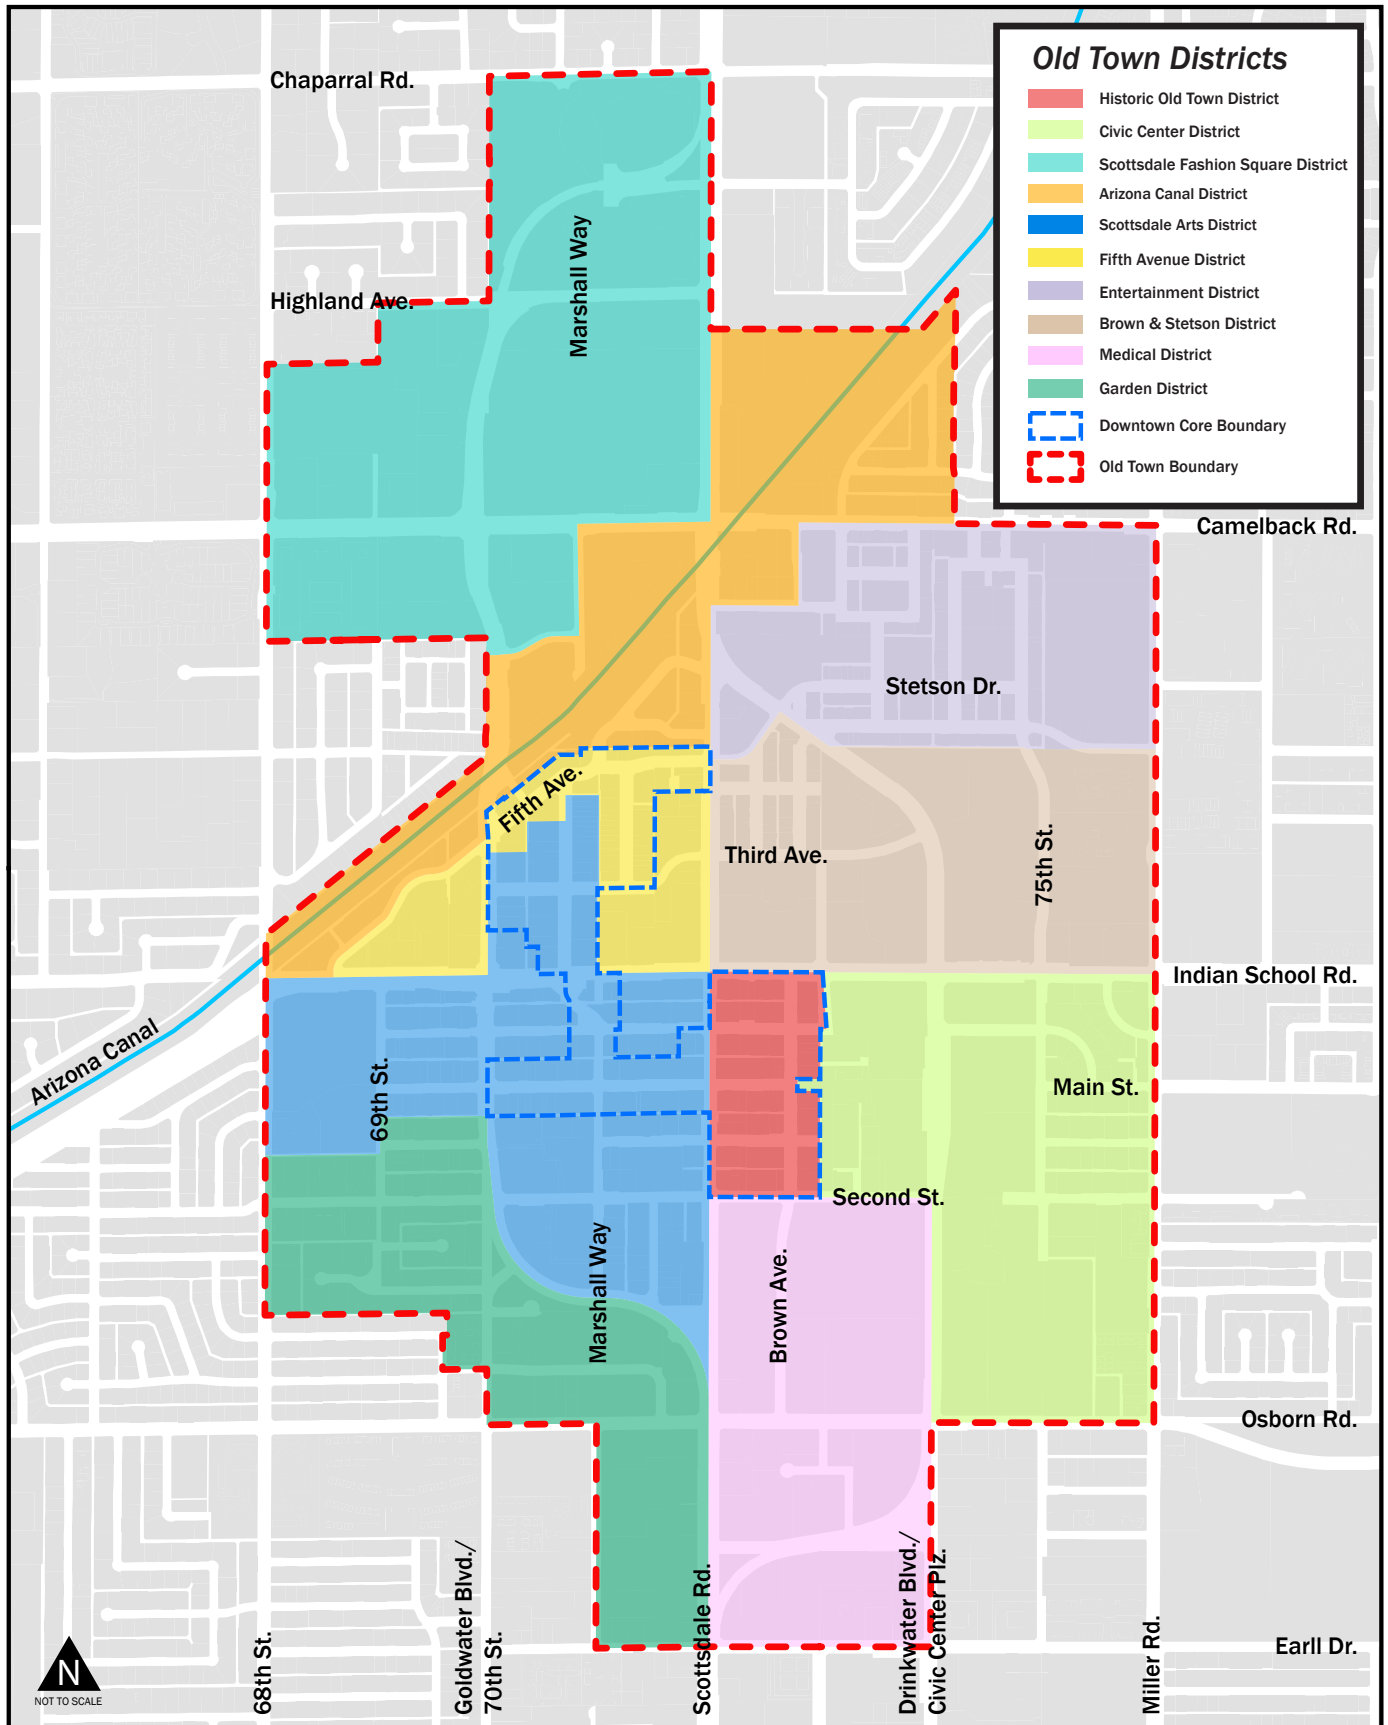 Old Town Districts
Historic Old Town District
Civic Center District
Scottsdale Fashion Square District
Arizona Canal District
Scottsdale Arts District
Fifth Avenue District
Entertainment District
Brown & Stetson District
Medical District
Garden District
Downtown Core Boundary
Old Town Boundary
Chaparral Rd.
Marshall Way
Highland Ave.
Camelback Rd.
Stetson Dr.
Fifth Ave.
Third Ave.
75th St.
Indian School Rd.
Arizona Canal
69th St.
Main St.
Second St.
Marshall Way
Brown Ave.
Osborn Rd.
Earll Dr.
68th St.
Goldwater Blvd./
70th St.
Scottsdale Rd.
Drinkwater Blvd./
Civic Center Plz.
Miller Rd.
N
NOT TO SCALE